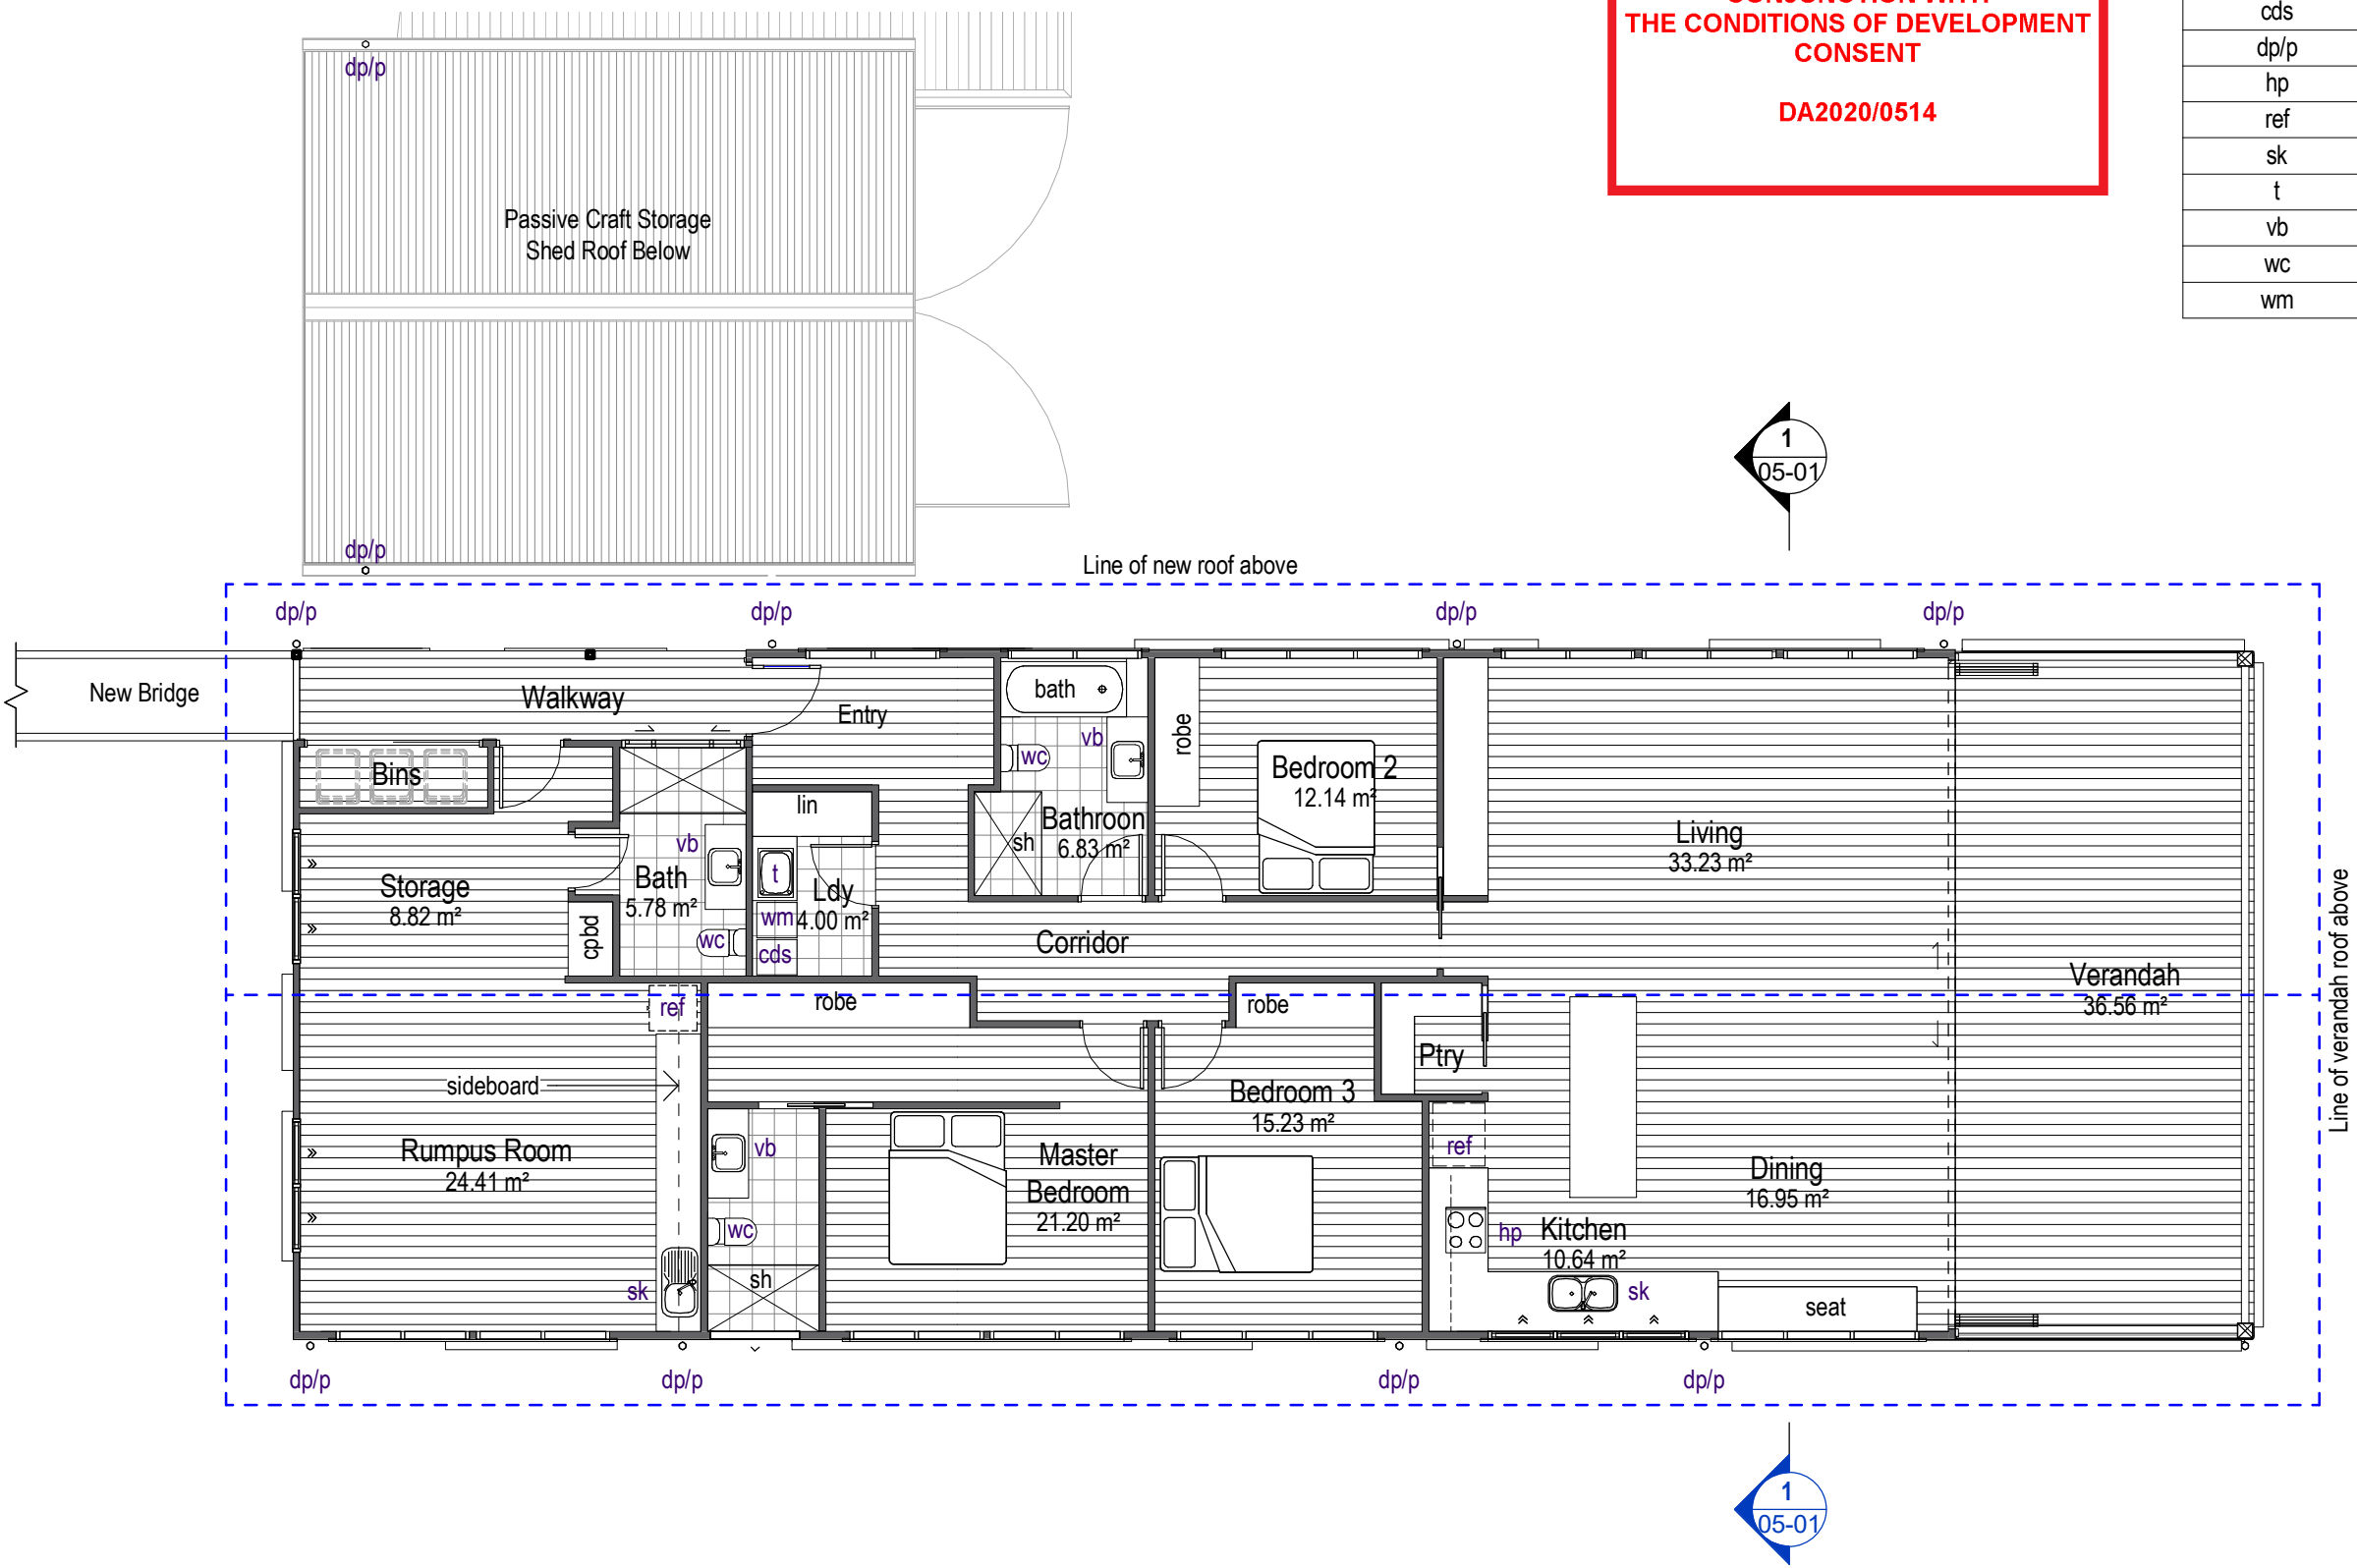 THE CONDITIONS OF DEVELOPMENT
CONSENT
DA2020/0514
cds
dp/p
hp
ref
sk
t
vb
wc
wm
dp/p
Passive Craft Storage
Shed Roof Below
dp/p
1
05-01
Line of new roof above
dp/p
dp/p
dp/p
dp/p
New Bridge
Walkway
Entry
bath
robe
vb
wc
Bins
Bedroom 2
12.14 m²
lin
Bathroon
6.83 m²
sh
vb
Living
33.23 m²
t
Storage
8.82 m²
Bath
5.78 m²
Ldy
4.00 m²
wm
cpbd
wc
cds
Corridor
Verandah
36.56 m²
Line of verandah roof above
ref
robe
robe
Ptry
sideboard
Bedroom 3
15.23 m²
Rumpus Room
24.41 m²
vb
Master
Bedroom
21.20 m²
ref
Dining
16.95 m²
wc
hp
Kitchen
10.64 m²
sh
sk
sk
seat
dp/p
dp/p
dp/p
dp/p
1
05-01